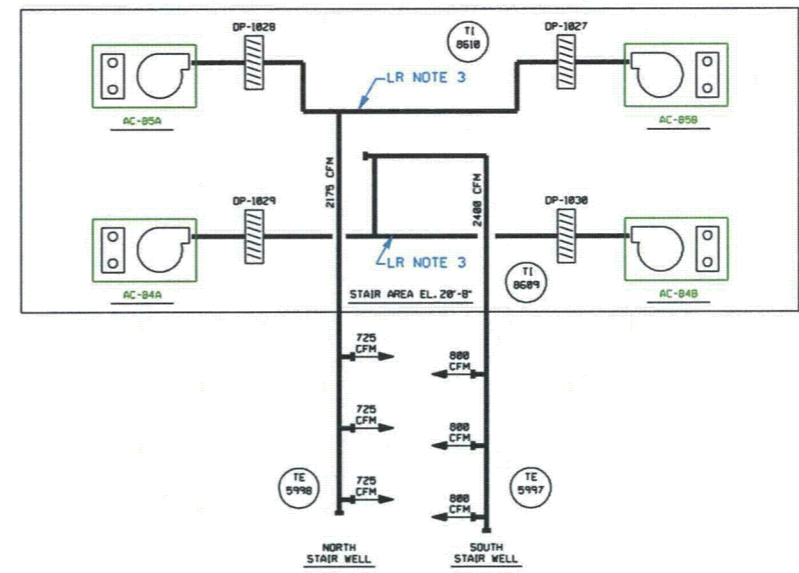 DP-1028
TI
8610
DP-1027
LR NOTE 3
AC-85A
AC-85B
2175 CFM
2400 CFM
DP-1029
DP-1030
LR NOTE 3
TI
8609
AC-84A
STAIR AREA EL.20'-8"
AC-84B
725
CFM
800
CFM
725
CFM
800
CFM
TE
5998
725
CFM
800
CFM
TE
5997
NORTH
STAIR WELL
SOUTH
STAIR WELL